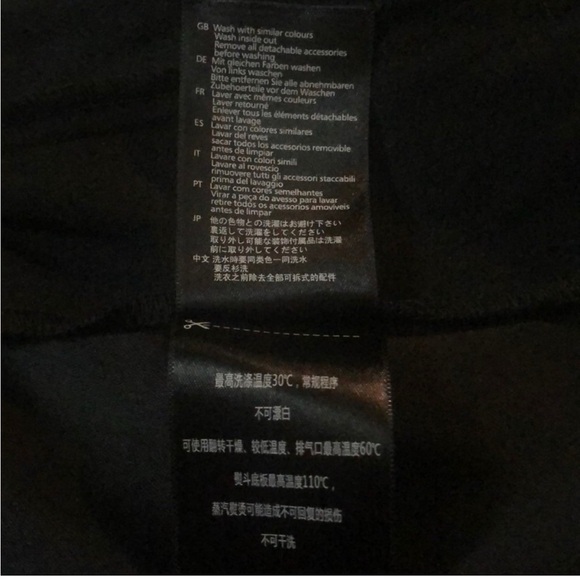 GB Wash with similar colours
Wash inside out
Remove all detachable accessories
before washing
DE Mit gleichen Farben washen
Von links waschen
Bitte entfernen Sie alle abnehmbaren
Zubehoerteile vor dem Waschen
FR Laver avec mêmes couleurs
Laver retourné
Enlever tous les éléments détachables
avant lavage
ES Lavar con colores similares
Lavar del reves
sacar todos los accesorios removible
antes de limpiar
IT Lavare con colori simili
Lavare al rovescio
rimuovere tutti gli accessori staccabili
prima del lavaggio
PT Lavar com cores semelhantes
Virar a peça do avesso para lavar
retire todos os acessorios amovíveis
antes de limpar
JP 他の色物との洗濯はお避け下さい
裏返して洗濯をしてください
取り外し可能な装飾付属品は洗濯
前に取り外してください
中文 洗水時要同类色一同洗水
要反衫洗
洗衣之前除去全部可拆式的配件
最高洗涤温度30℃，常规程序
不可漂白
可使用翻转干燥、较低温度、排气口最高温度60℃
熨斗底板最高温度110℃，
蒸汽熨烫可能造成不可回复的损伤
不可干洗